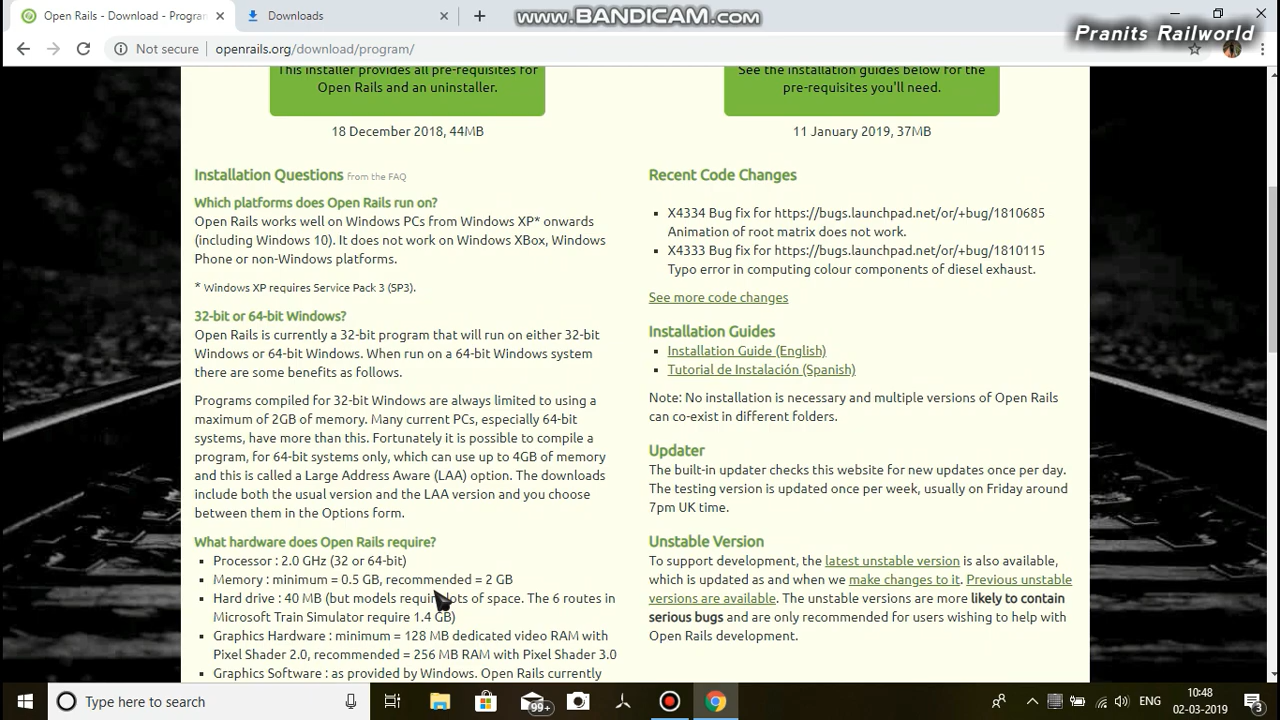 Open Rails - Download - Program
Downloads
www.BANDICAM.com
Pranits Railworld
Not secure
openrails.org/download/program/
This installer provides all pre-requisites for
Open Rails and an uninstaller.
See the installation guides below for the
pre-requisites you'll need.
18 December 2018, 44MB
11 January 2019, 37MB
Installation Questions from the FAQ
Which platforms does Open Rails run on?
Open Rails works well on Windows PCs from Windows XP* onwards
(including Windows 10). It does not work on Windows XBox, Windows
Phone or non-Windows platforms.
* Windows XP requires Service Pack 3 (SP3).
32-bit or 64-bit Windows?
Open Rails is currently a 32-bit program that will run on either 32-bit
Windows or 64-bit Windows. When run on a 64-bit Windows system
there are some benefits as follows.
Programs compiled for 32-bit Windows are always limited to using a
maximum of 2GB of memory. Many current PCs, especially 64-bit
systems, have more than this. Fortunately it is possible to compile a
program, for 64-bit systems only, which can use up to 4GB of memory
and this is called a Large Address Aware (LAA) option. The downloads
include both the usual version and the LAA version and you choose
between them in the Options form.
What hardware does Open Rails require?
Processor : 2.0 GHz (32 or 64-bit)
Memory : minimum = 0.5 GB, recommended = 2 GB
Hard drive : 40 MB (but models require lots of space. The 6 routes in
Microsoft Train Simulator require 1.4 GB)
Graphics Hardware : minimum = 128 MB dedicated video RAM with
Pixel Shader 2.0, recommended = 256 MB RAM with Pixel Shader 3.0
Graphics Software : as provided by Windows. Open Rails currently
Recent Code Changes
X4334 Bug fix for https://bugs.launchpad.net/or/+bug/1810685
Animation of root matrix does not work.
X4333 Bug fix for https://bugs.launchpad.net/or/+bug/1810115
Typo error in computing colour components of diesel exhaust.
See more code changes
Installation Guides
Installation Guide (English)
Tutorial de Instalación (Spanish)
Note: No installation is necessary and multiple versions of Open Rails
can co-exist in different folders.
Updater
The built-in updater checks this website for new updates once per day.
The testing version is updated once per week, usually on Friday around
7pm UK time.
Unstable Version
To support development, the latest unstable version is also available,
which is updated as and when we make changes to it. Previous unstable
versions are available. The unstable versions are more likely to contain
serious bugs and are only recommended for users wishing to help with
Open Rails development.
Type here to search
99+
ENG
10:48
02-03-2019
3